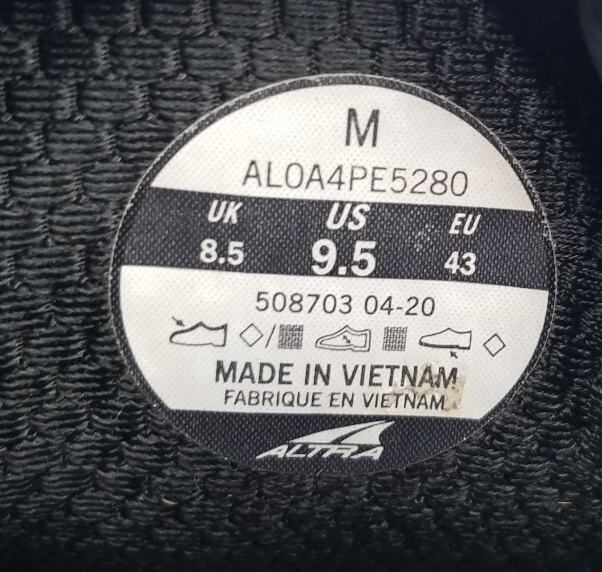 M
AL0A4PE5280
UK US EU
8.5 9.5 43
508703 04-20
MADE IN VIETNAM
FABRIQUE EN VIETNAM
ALTRA